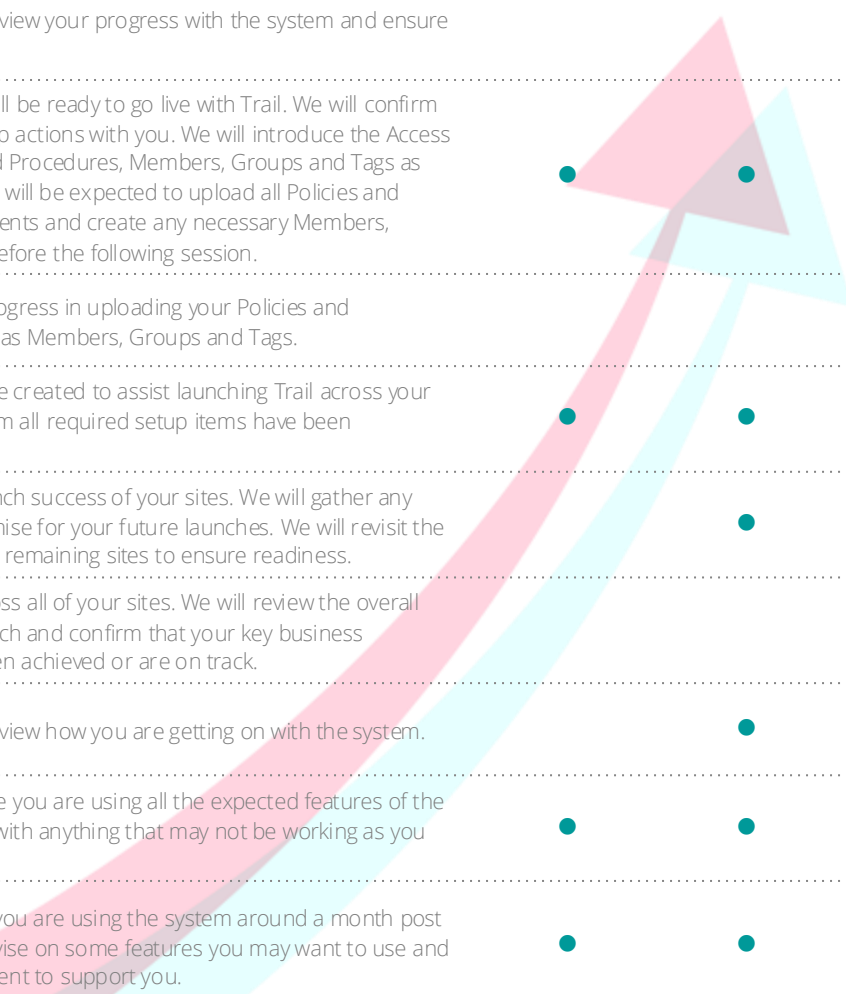 view your progress with the system and ensure
ll be ready to go live with Trail. We will confirm
p actions with you. We will introduce the Access
d Procedures, Members, Groups and Tags as
will be expected to upload all Policies and
ents and create any necessary Members,
efore the following session.
ogress in uploading your Policies and
as Members, Groups and Tags.
e created to assist launching Trail across your
m all required setup items have been
nch success of your sites. We will gather any
nise for your future launches. We will revisit the
remaining sites to ensure readiness.
oss all of your sites. We will review the overall
ch and confirm that your key business
en achieved or are on track.
view how you are getting on with the system.
e you are using all the expected features of the
with anything that may not be working as you
you are using the system around a month post
vise on some features you may want to use and
ent to support you.